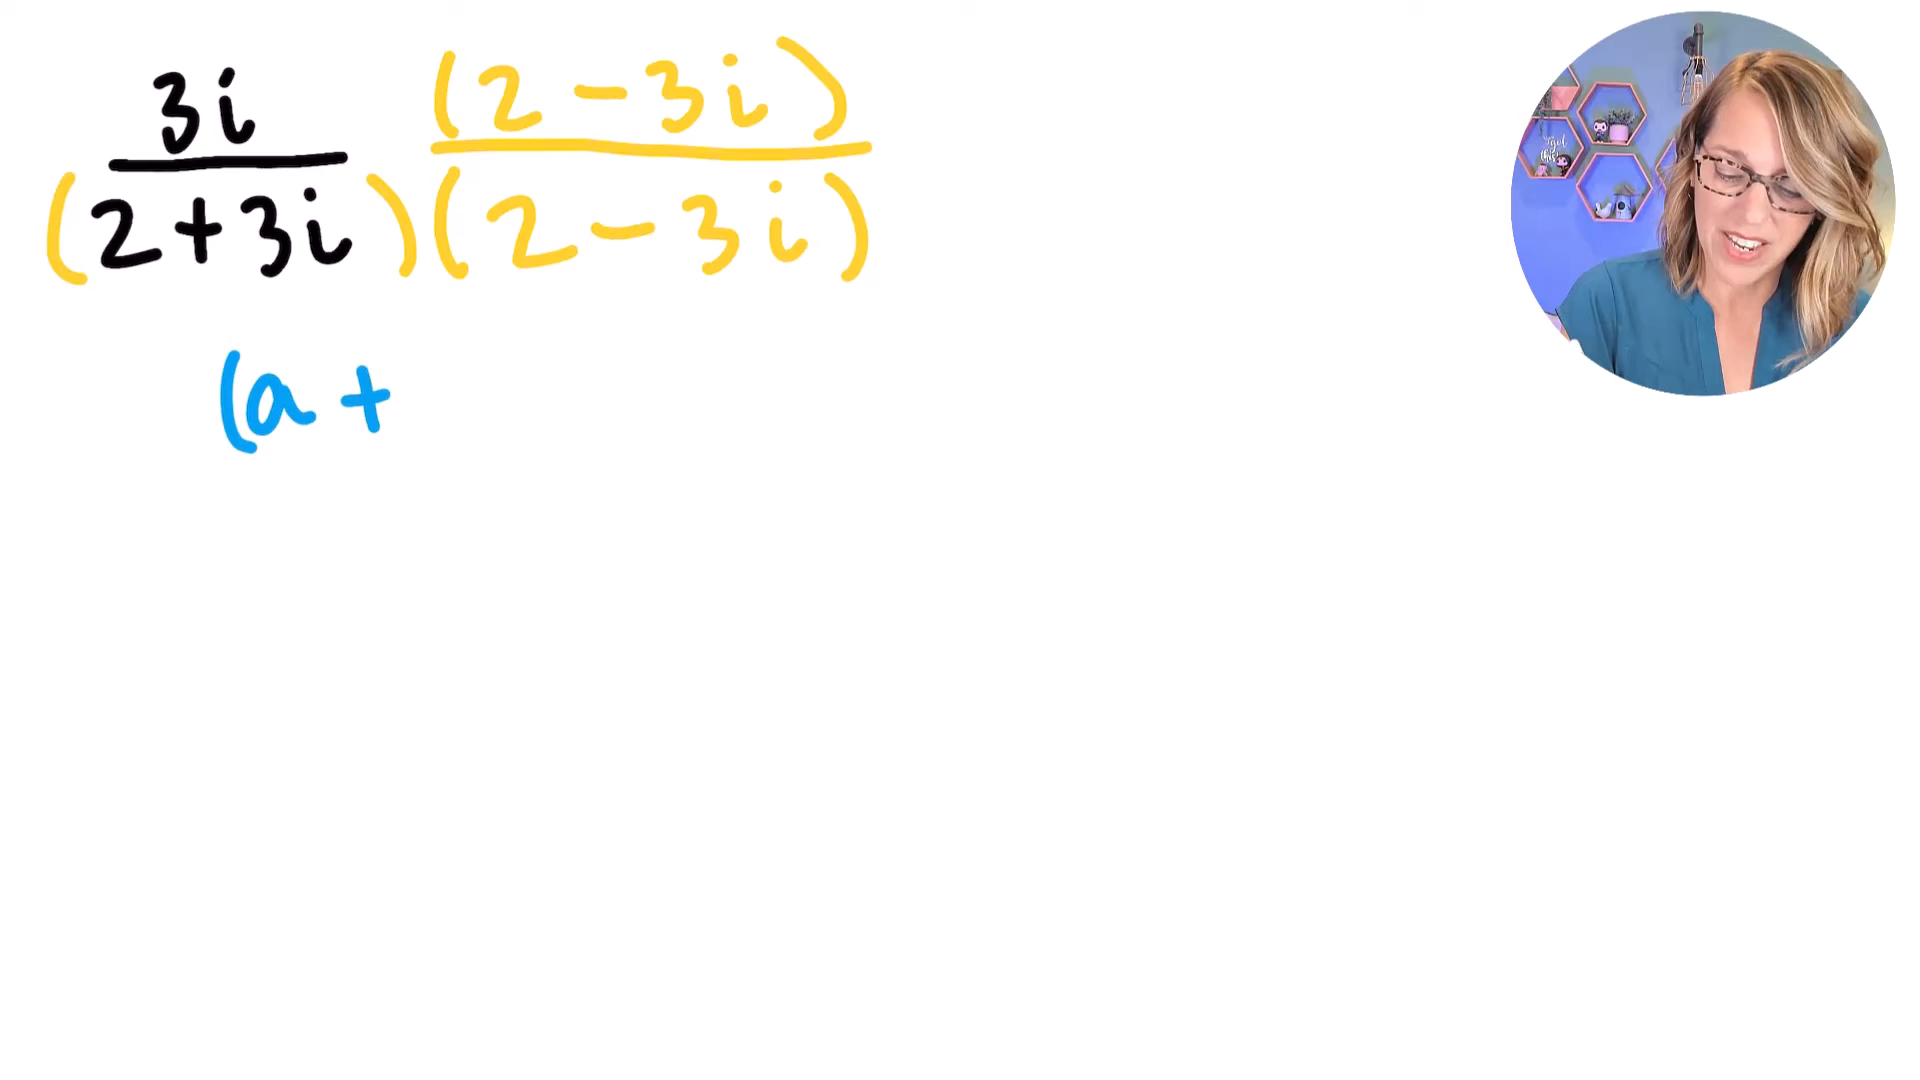 3i (2 - 3i)
(2 + 3i)(2 - 3i)
(a +